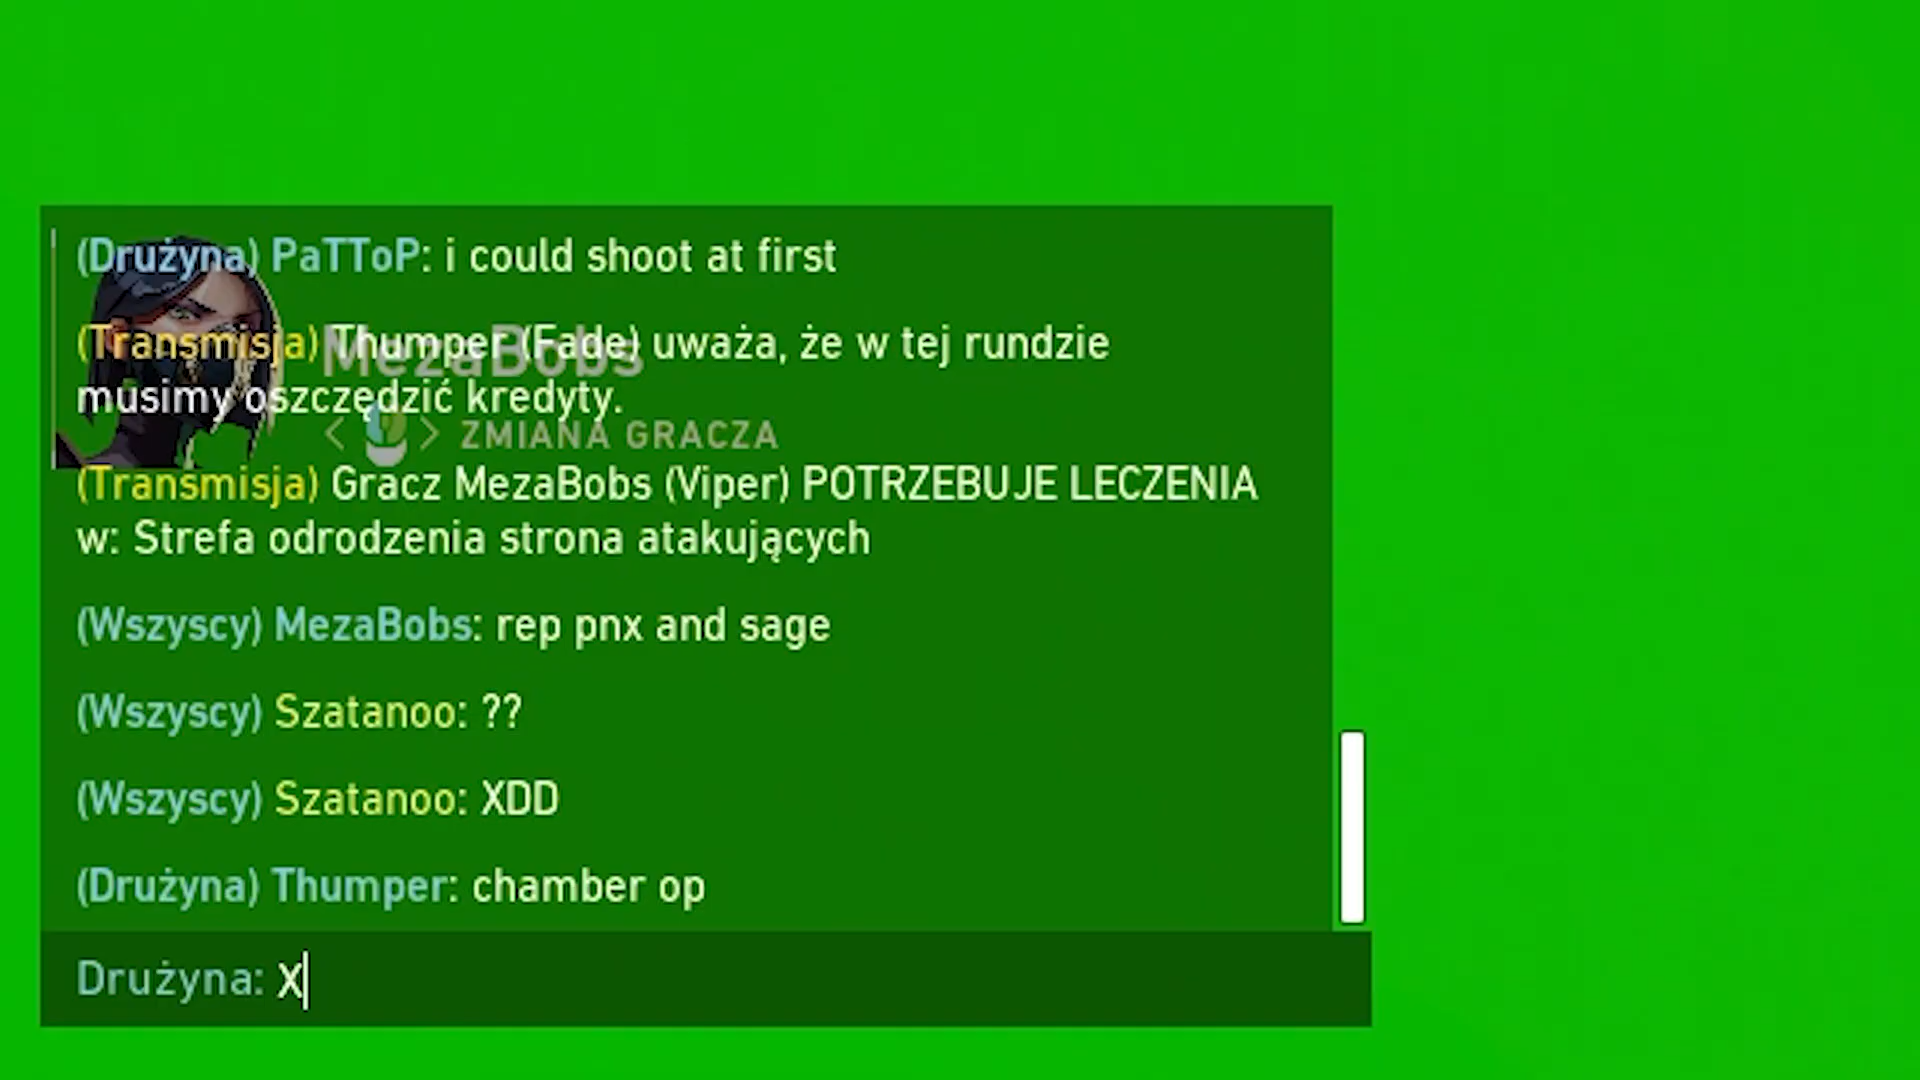 (Drużyna) PaTToP: i could shoot at first
(Transmisja) Thumper (Fade) uważa, że w tej rundzie
MezaBobs
musimy oszczędzić kredyty.
< > ZMIANA GRACZA
(Transmisja) Gracz MezaBobs (Viper) POTRZEBUJE LECZENIA
w: Strefa odrodzenia strona atakujących
(Wszyscy) MezaBobs: rep pnx and sage
(Wszyscy) Szatanoo: ??
(Wszyscy) Szatanoo: XDD
(Drużyna) Thumper: chamber op
Drużyna: X